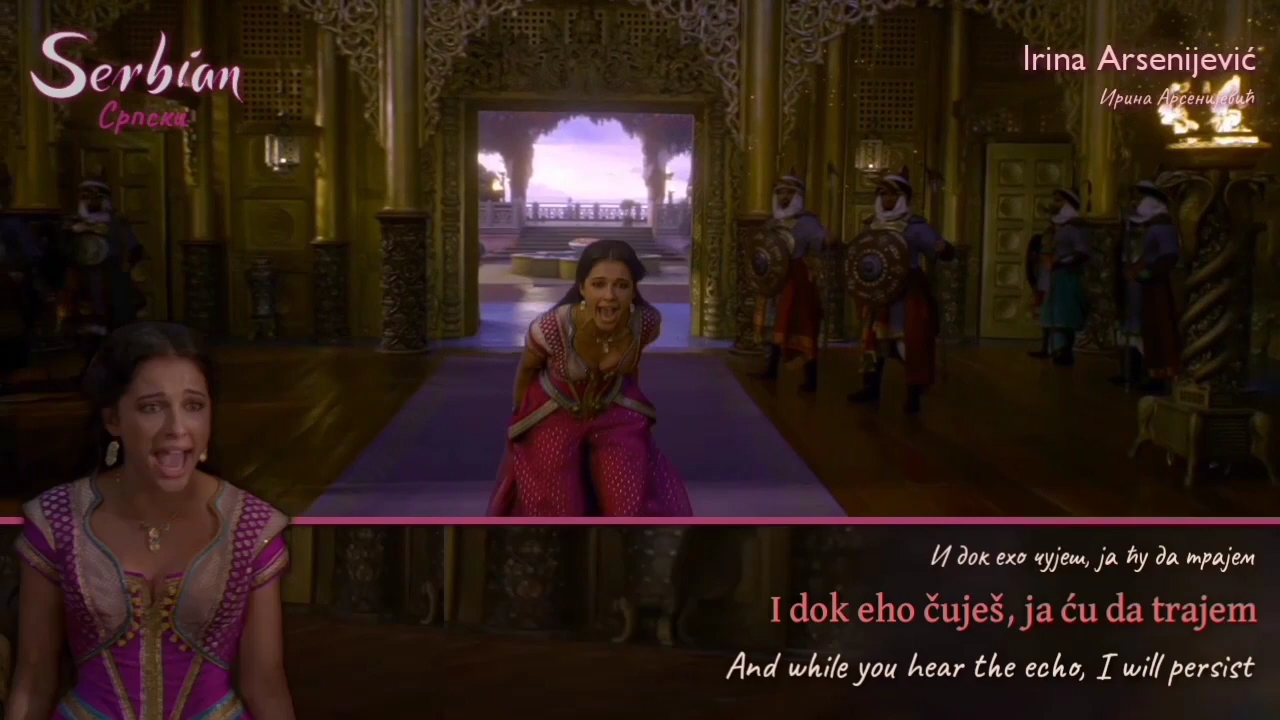 Serbian
Српски
Irina Arsenijević
Ирина Арсенијевић
И док ехо чујеш, ја ћу да трајем
I dok eho čuješ, ja ću da trajem
And while you hear the echo, I will persist